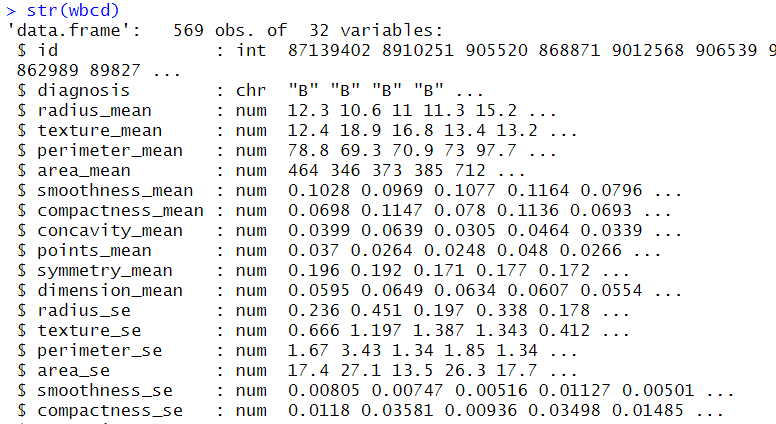 > str(wbcd)
'data.frame':	569 obs. of  32 variables:
 $ id               : int  87139402 8910251 905520 868871 9012568 906539 9
 862989 89827 ...
 $ diagnosis        : chr  "B" "B" "B" "B" ...
 $ radius_mean      : num  12.3 10.6 11 11.3 15.2 ...
 $ texture_mean     : num  12.4 18.9 16.8 13.4 13.2 ...
 $ perimeter_mean   : num  78.8 69.3 70.9 73 97.7 ...
 $ area_mean        : num  464 346 373 385 712 ...
 $ smoothness_mean  : num  0.1028 0.0969 0.1077 0.1164 0.0796 ...
 $ compactness_mean : num  0.0698 0.1147 0.078 0.1136 0.0693 ...
 $ concavity_mean   : num  0.0399 0.0639 0.0305 0.0464 0.0339 ...
 $ points_mean      : num  0.037 0.0264 0.0248 0.048 0.0266 ...
 $ symmetry_mean    : num  0.196 0.192 0.171 0.177 0.172 ...
 $ dimension_mean   : num  0.0595 0.0649 0.0634 0.0607 0.0554 ...
 $ radius_se        : num  0.236 0.451 0.197 0.338 0.178 ...
 $ texture_se       : num  0.666 1.197 1.387 1.343 0.412 ...
 $ perimeter_se     : num  1.67 3.43 1.34 1.85 1.34 ...
 $ area_se          : num  17.4 27.1 13.5 26.3 17.7 ...
 $ smoothness_se    : num  0.00805 0.00747 0.00516 0.01127 0.00501 ...
 $ compactness_se   : num  0.0118 0.03581 0.00936 0.03498 0.01485 ...